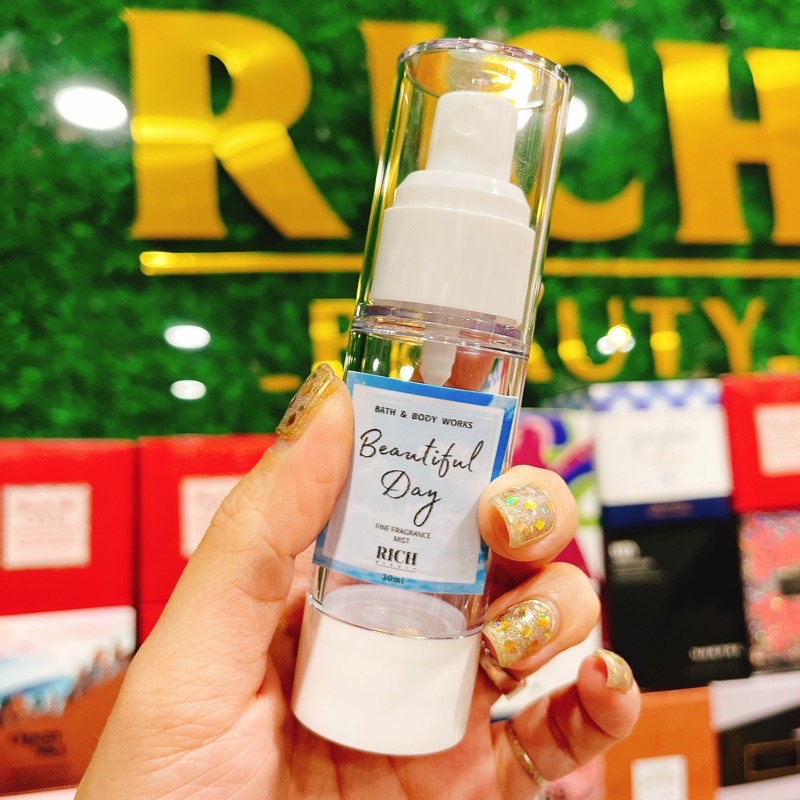 RICH
BEAUTY
BATH & BODY WORKS
Beautiful
Day
FINE FRAGRANCE
MIST
RICH
30ml